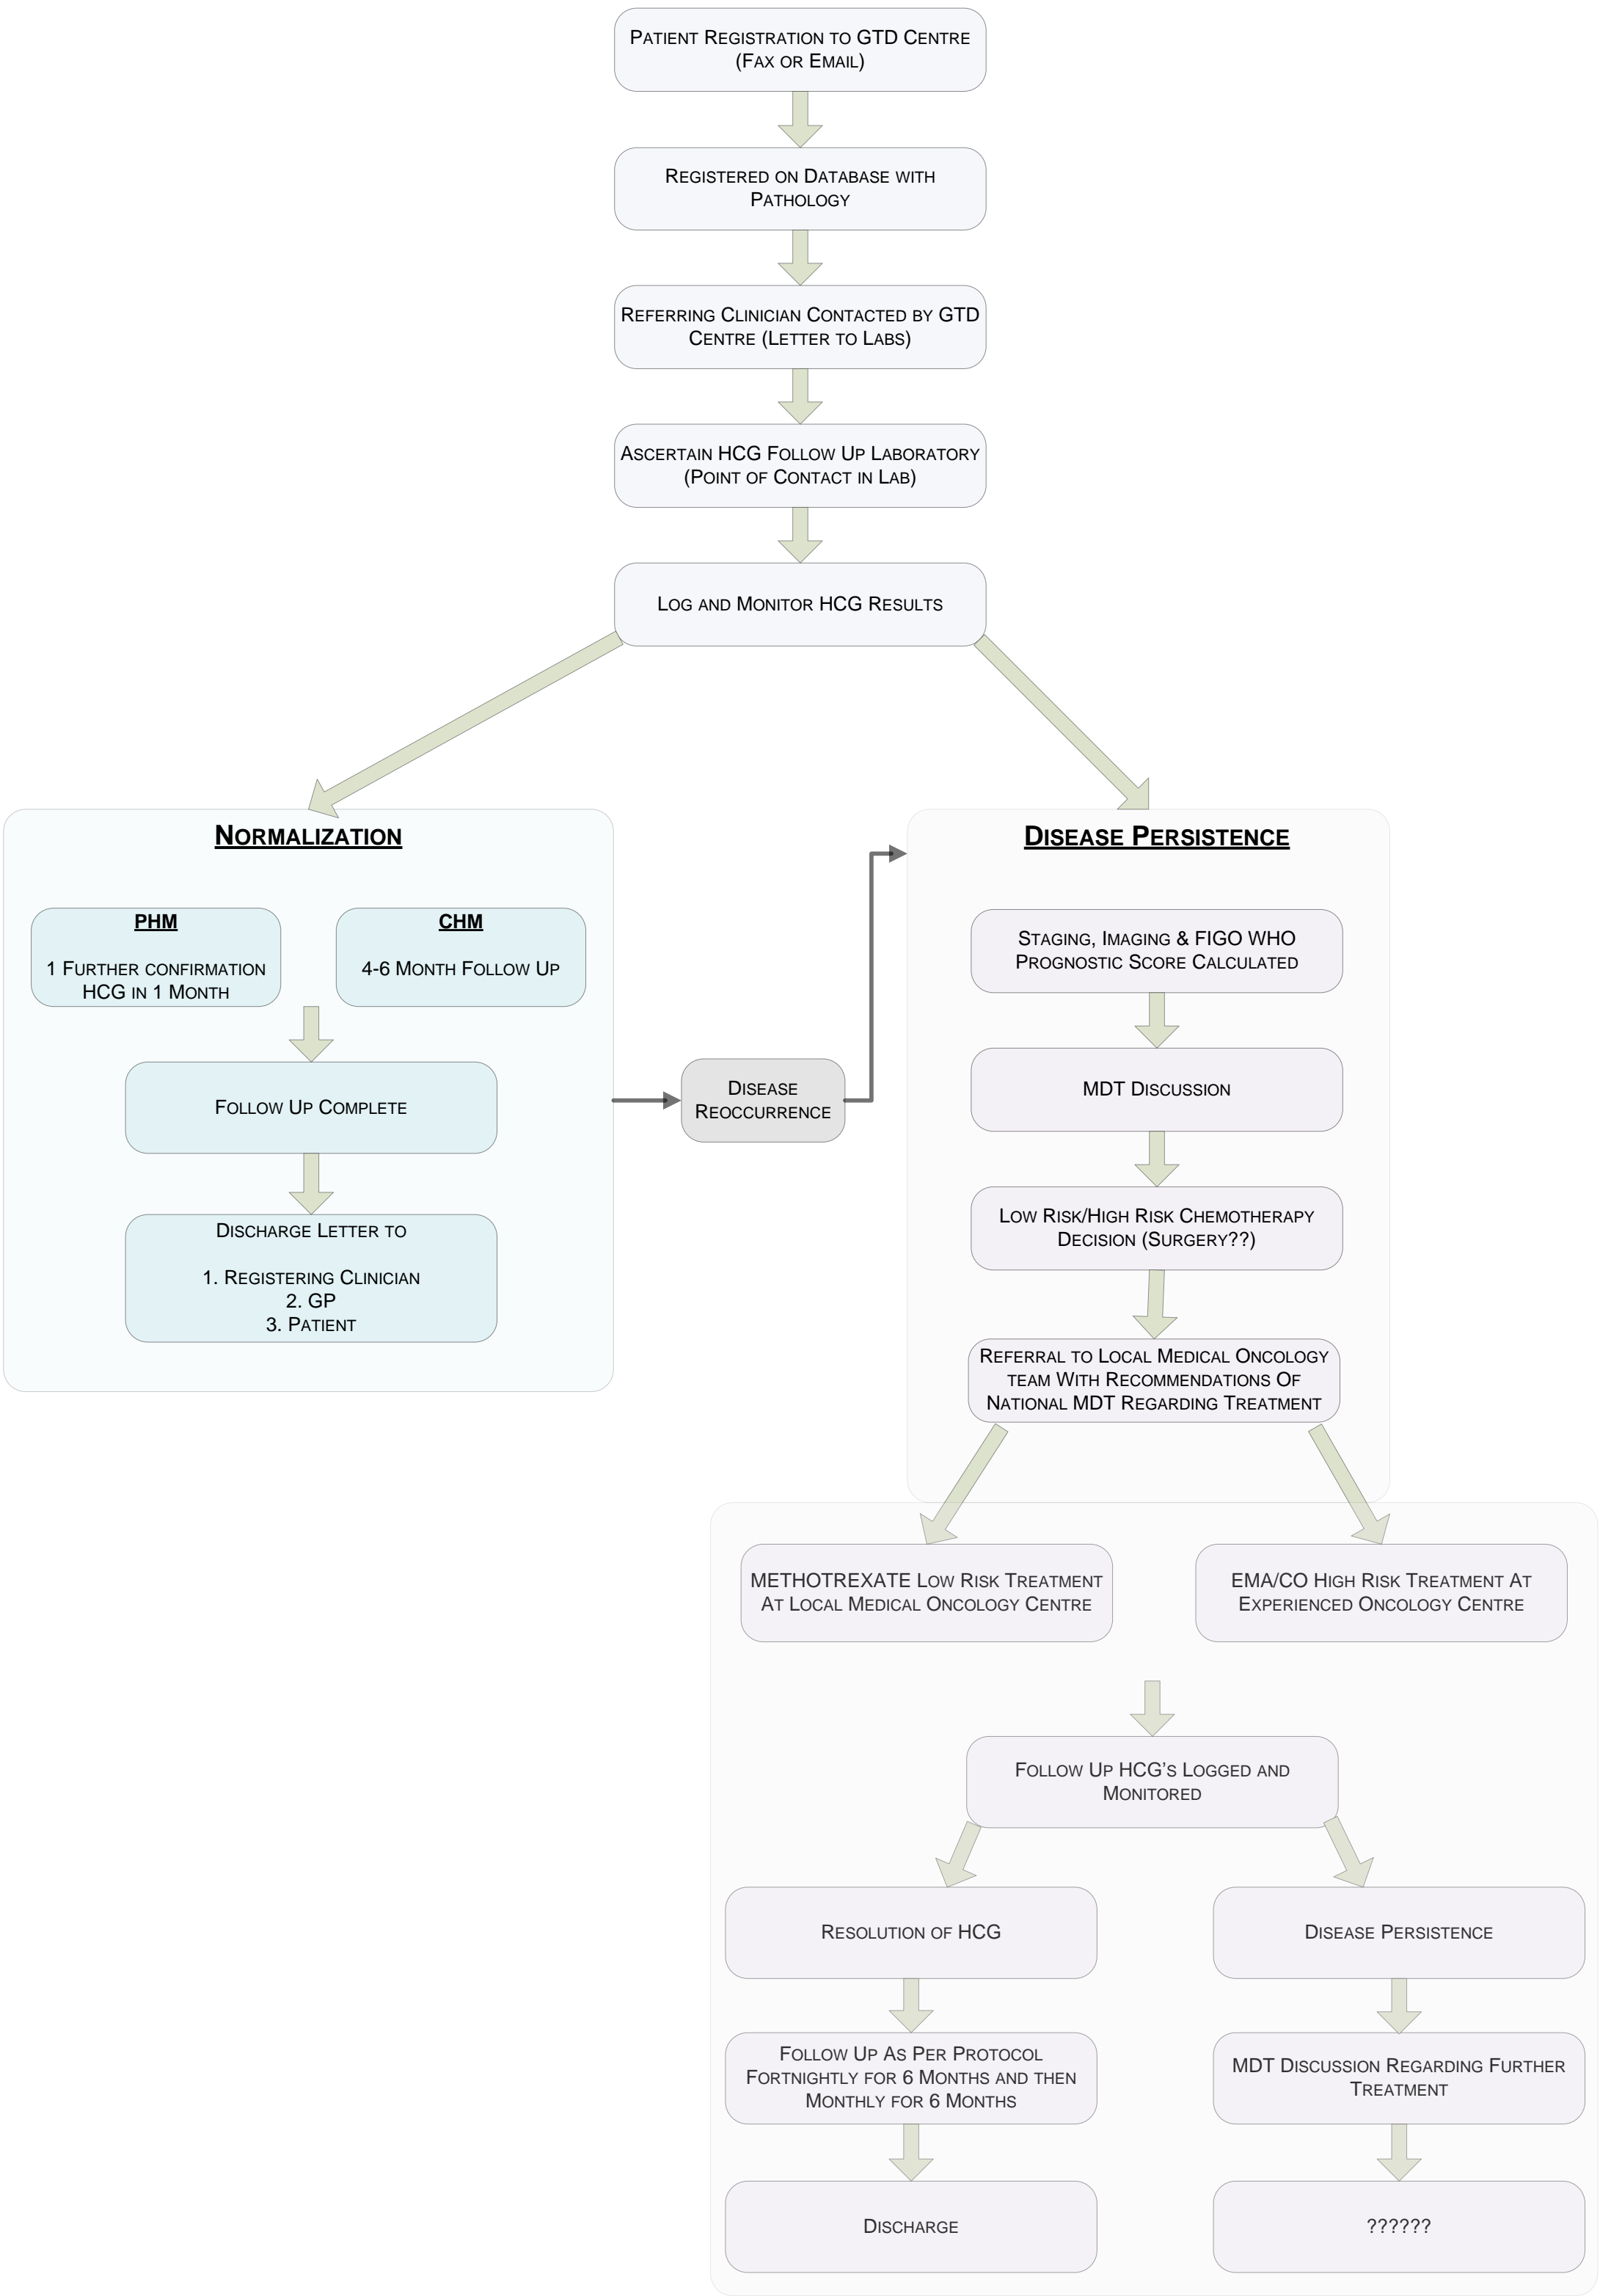 Patient Registration to GTD Centre
(Fax or Email)
Registered on Database with
Pathology
Referring Clinician Contacted by GTD
Centre (Letter to Labs)
Ascertain HCG Follow Up Laboratory
(Point of Contact in Lab)
Log and Monitor HCG Results
Normalization
PHM
1 Further confirmation
HCG in 1 Month
CHM
4-6 Month Follow Up
Follow Up Complete
Discharge Letter to
1. Registering Clinician
2. GP
3. Patient
Disease
Reoccurrence
Disease Persistence
Staging, Imaging & FIGO WHO
Prognostic Score Calculated
MDT Discussion
Low Risk/High Risk Chemotherapy
Decision (Surgery??)
Referral to Local Medical Oncology
team With Recommendations Of
National MDT Regarding Treatment
METHOTREXATE Low Risk Treatment
At Local Medical Oncology Centre
EMA/CO High Risk Treatment At
Experienced Oncology Centre
Follow Up HCG's Logged and
Monitored
Resolution of HCG
Disease Persistence
Follow Up As Per Protocol
Fortnightly for 6 Months and then
Monthly for 6 Months
MDT Discussion Regarding Further
Treatment
Discharge
??????